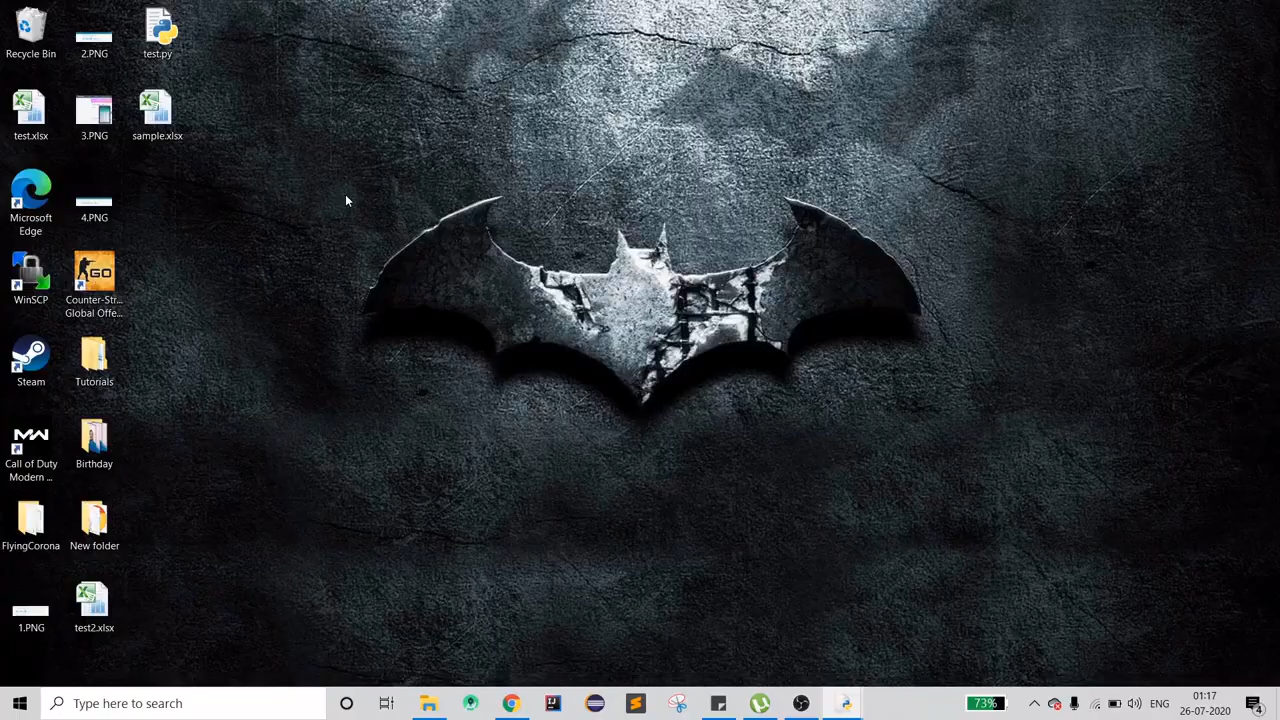 Recycle Bin
2.PNG
test.py
test.xlsx
3.PNG
sample.xlsx
Microsoft
Edge
4.PNG
WinSCP
GO
Counter-Str...
Global Offe...
Steam
Tutorials
Call of Duty
Modern ...
Birthday
FlyingCorona
New folder
1.PNG
test2.xlsx
Type here to search
73%
ENG
01:17
26-07-2020
4